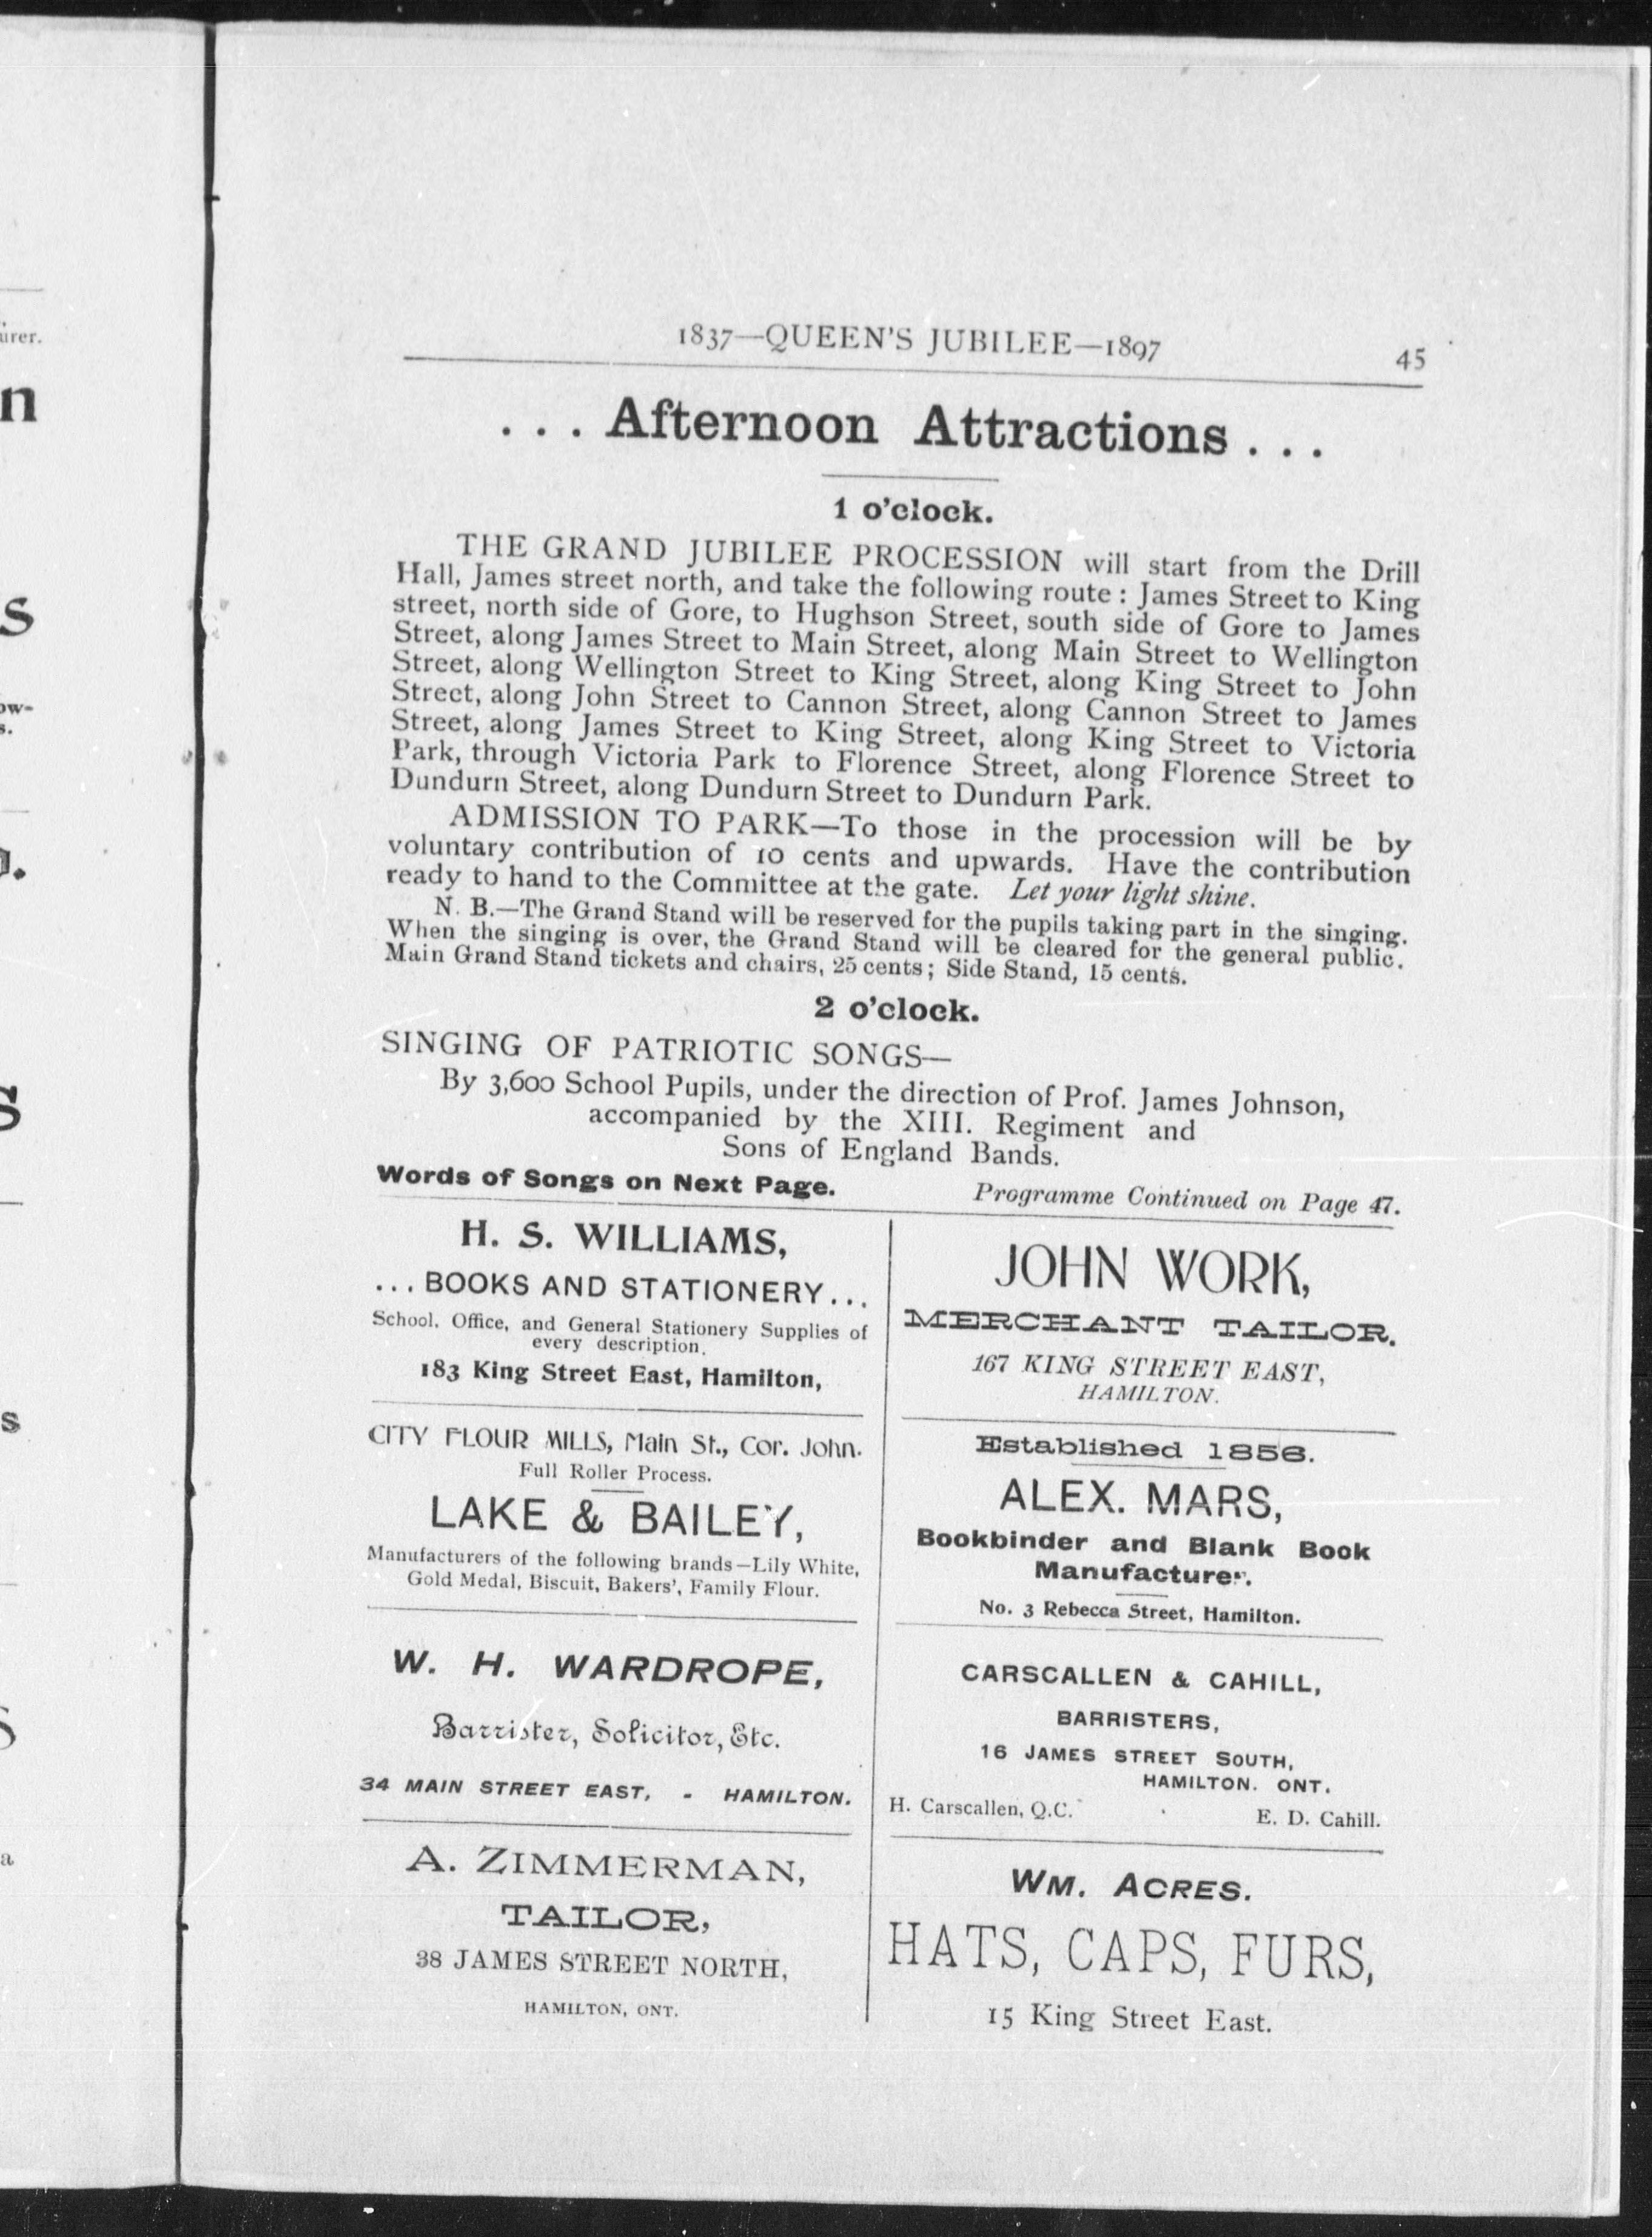 urer.
n
s
ow-
s.
s
s
a
1837—QUEEN'S JUBILEE—1897
45
. . . Afternoon Attractions . . .
1 o'clock.
THE GRAND JUBILEE PROCESSION will start from the Drill
Hall, James street north, and take the following route : James Street to King
street, north side of Gore, to Hughson Street, south side of Gore to James
Street, along James Street to Main Street, along Main Street to Wellington
Street, along Wellington Street to King Street, along King Street to John
Street, along John Street to Cannon Street, along Cannon Street to James
Street, along James Street to King Street, along King Street to Victoria
Park, through Victoria Park to Florence Street, along Florence Street to
Dundurn Street, along Dundurn Street to Dundurn Park.
ADMISSION TO PARK—To those in the procession will be by
voluntary contribution of 10 cents and upwards. Have the contribution
ready to hand to the Committee at the gate. Let your light shine.
N. B.—The Grand Stand will be reserved for the pupils taking part in the singing.
When the singing is over, the Grand Stand will be cleared for the general public.
Main Grand Stand tickets and chairs, 25 cents; Side Stand, 15 cents.
2 o'clock.
SINGING OF PATRIOTIC SONGS—
By 3,600 School Pupils, under the direction of Prof. James Johnson,
accompanied by the XIII. Regiment and
Sons of England Bands.
Words of Songs on Next Page.
Programme Continued on Page 47.
H. S. WILLIAMS,
...BOOKS AND STATIONERY...
School, Office, and General Stationery Supplies of
every description.
183 King Street East, Hamilton,
CITY FLOUR MILLS, Main St., Cor. John.
Full Roller Process.
LAKE & BAILEY,
Manufacturers of the following brands—Lily White,
Gold Medal, Biscuit, Bakers', Family Flour.
W. H. WARDROPE,
Barrister, Solicitor, Etc.
34 MAIN STREET EAST, - HAMILTON.
A. ZIMMERMAN,
TAILOR,
38 JAMES STREET NORTH,
HAMILTON, ONT.
JOHN WORK,
MERCHANT TAILOR.
167 KING STREET EAST,
HAMILTON.
Established 1856.
ALEX. MARS,
Bookbinder and Blank Book
Manufacturer.
No. 3 Rebecca Street, Hamilton.
CARSCALLEN & CAHILL,
BARRISTERS,
16 JAMES STREET SOUTH,
HAMILTON. ONT.
H. Carscallen, Q.C. E. D. Cahill.
WM. ACRES.
HATS, CAPS, FURS,
15 King Street East.